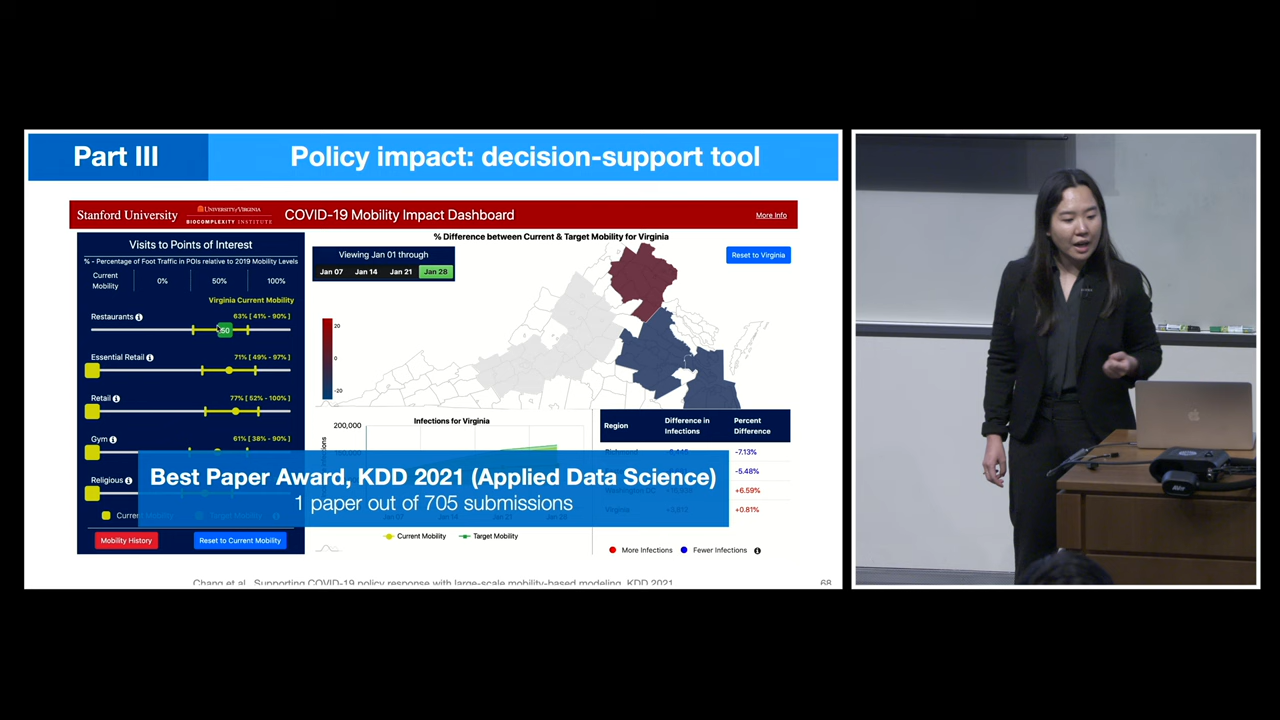 Part III
Policy impact: decision-support tool
Stanford University
UNIVERSITY of VIRGINIA
BIOCOMPLEXITY INSTITUTE
COVID-19 Mobility Impact Dashboard
More Info
Visits to Points of Interest
% - Percentage of Foot Traffic in POIs relative to 2019 Mobility Levels
Current Mobility
0%
50%
100%
Virginia Current Mobility
Restaurants
63% [ 41% - 90% ]
50
Essential Retail
71% [ 49% - 97% ]
Retail
77% [ 52% - 100% ]
Gym
61% [ 38% - 90% ]
Religious
Mobility History
Reset to Current Mobility
% Difference between Current & Target Mobility for Virginia
Viewing Jan 01 through
Jan 07 Jan 14 Jan 21 Jan 28
Reset to Virginia
20
0
-20
Infections for Virginia
200,000
Current Mobility
Target Mobility
Region
Difference in Infections
Percent Difference
-7.13%
-5.48%
+6.59%
+0.81%
More Infections
Fewer Infections
Best Paper Award, KDD 2021 (Applied Data Science)
1 paper out of 705 submissions
Chang et al. Supporting COVID-19 policy response with large-scale mobility-based modeling. KDD 2021
68